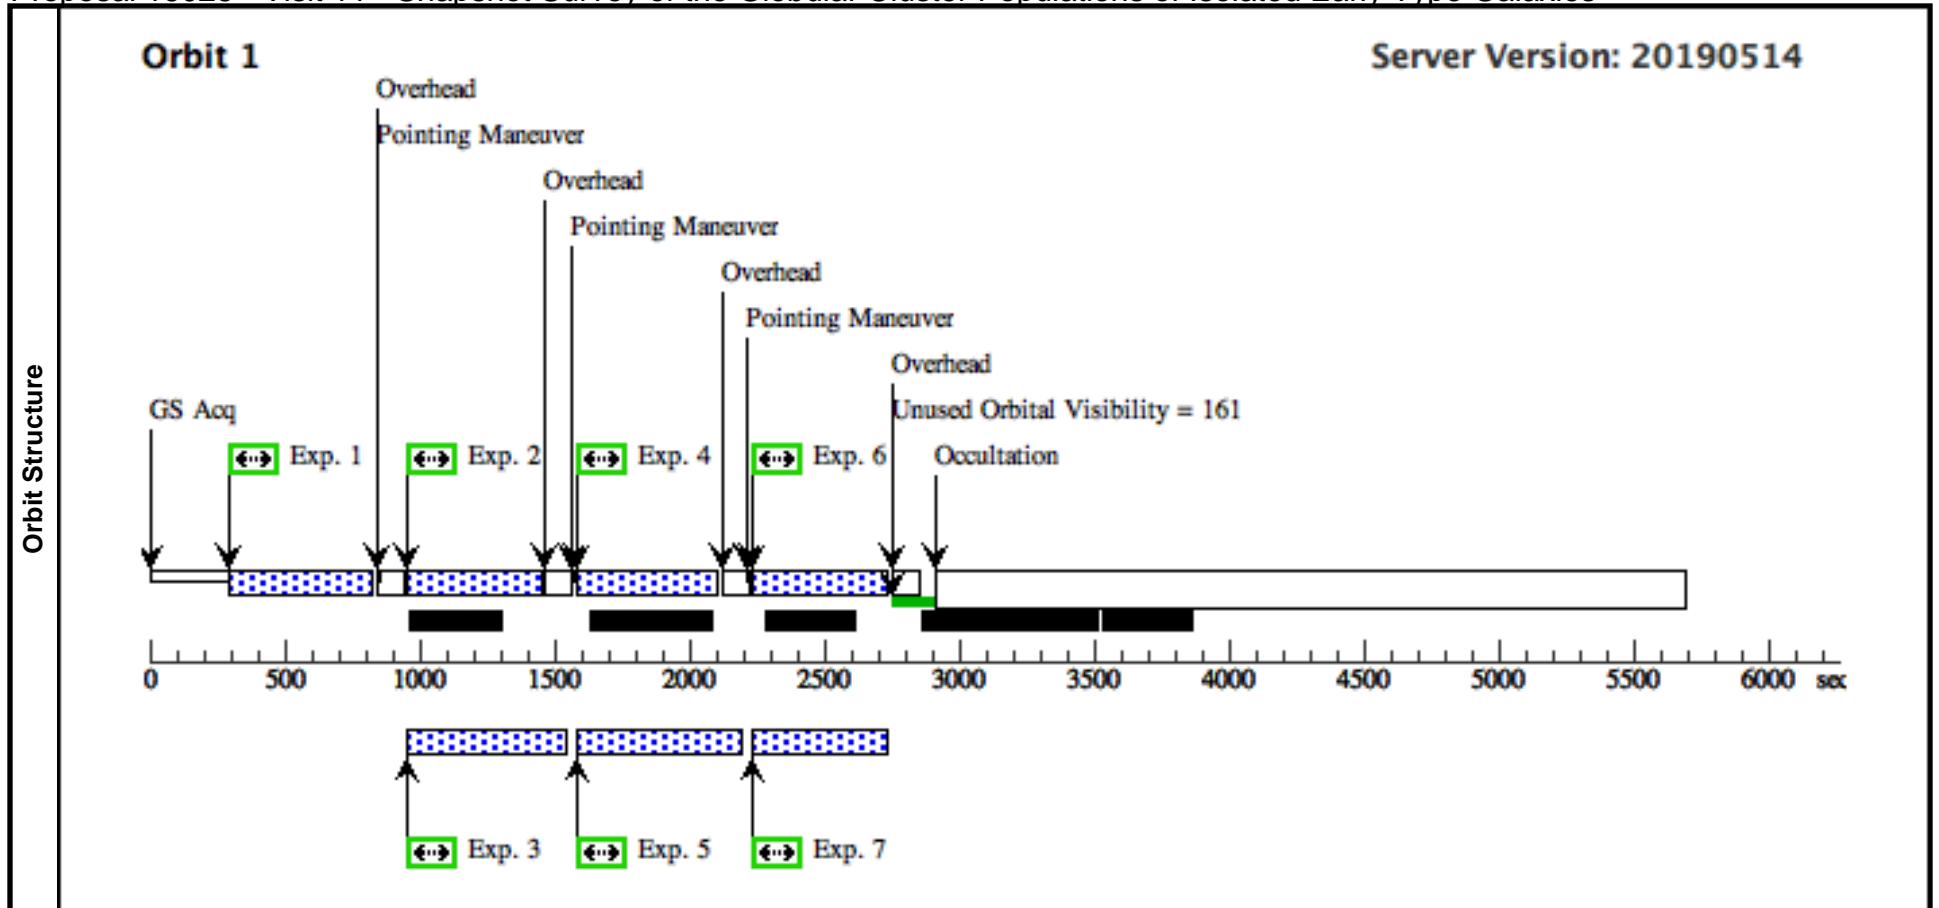 Orbit 1
Server Version: 20190514
Overhead
Pointing Maneuver
Overhead
Pointing Maneuver
Overhead
Pointing Maneuver
Overhead
GS Acq
Unused Orbital Visibility = 161
Exp. 1
Exp. 2
Exp. 4
Exp. 6
Occultation
Orbit Structure
0 500 1000 1500 2000 2500 3000 3500 4000 4500 5000 5500 6000 sec
Exp. 3
Exp. 5
Exp. 7